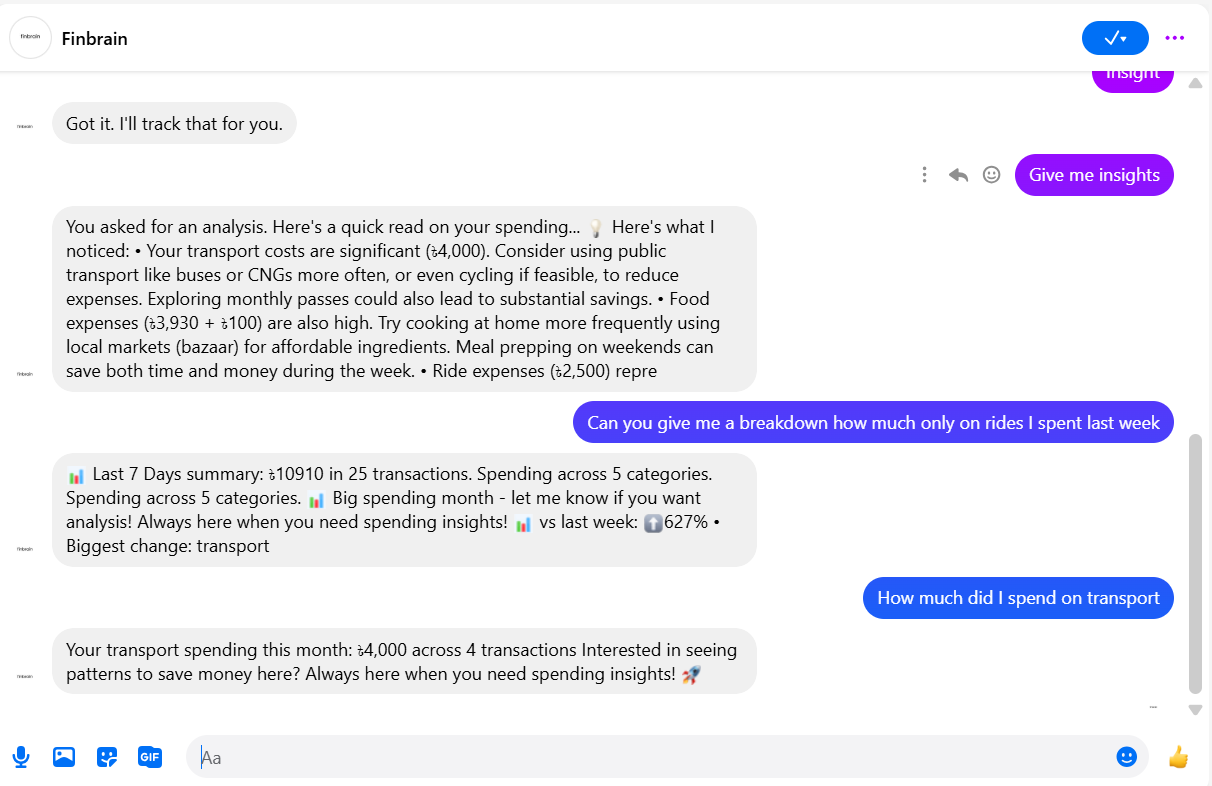 finbrain
Finbrain
Insight
Got it. I'll track that for you.
finbrain
Give me insights
You asked for an analysis. Here's a quick read on your spending... 💡 Here's what I
noticed: • Your transport costs are significant (৳4,000). Consider using public
transport like buses or CNGs more often, or even cycling if feasible, to reduce
expenses. Exploring monthly passes could also lead to substantial savings. • Food
expenses (৳3,930 + ৳100) are also high. Try cooking at home more frequently using
local markets (bazaar) for affordable ingredients. Meal prepping on weekends can
save both time and money during the week. • Ride expenses (৳2,500) repre
finbrain
Can you give me a breakdown how much only on rides I spent last week
📊 Last 7 Days summary: ৳10910 in 25 transactions. Spending across 5 categories.
Spending across 5 categories. 📊 Big spending month - let me know if you want
analysis! Always here when you need spending insights! 📊 vs last week: ⬆️627% •
Biggest change: transport
finbrain
How much did I spend on transport
Your transport spending this month: ৳4,000 across 4 transactions Interested in seeing
patterns to save money here? Always here when you need spending insights! 🚀
finbrain
GIF
Aa